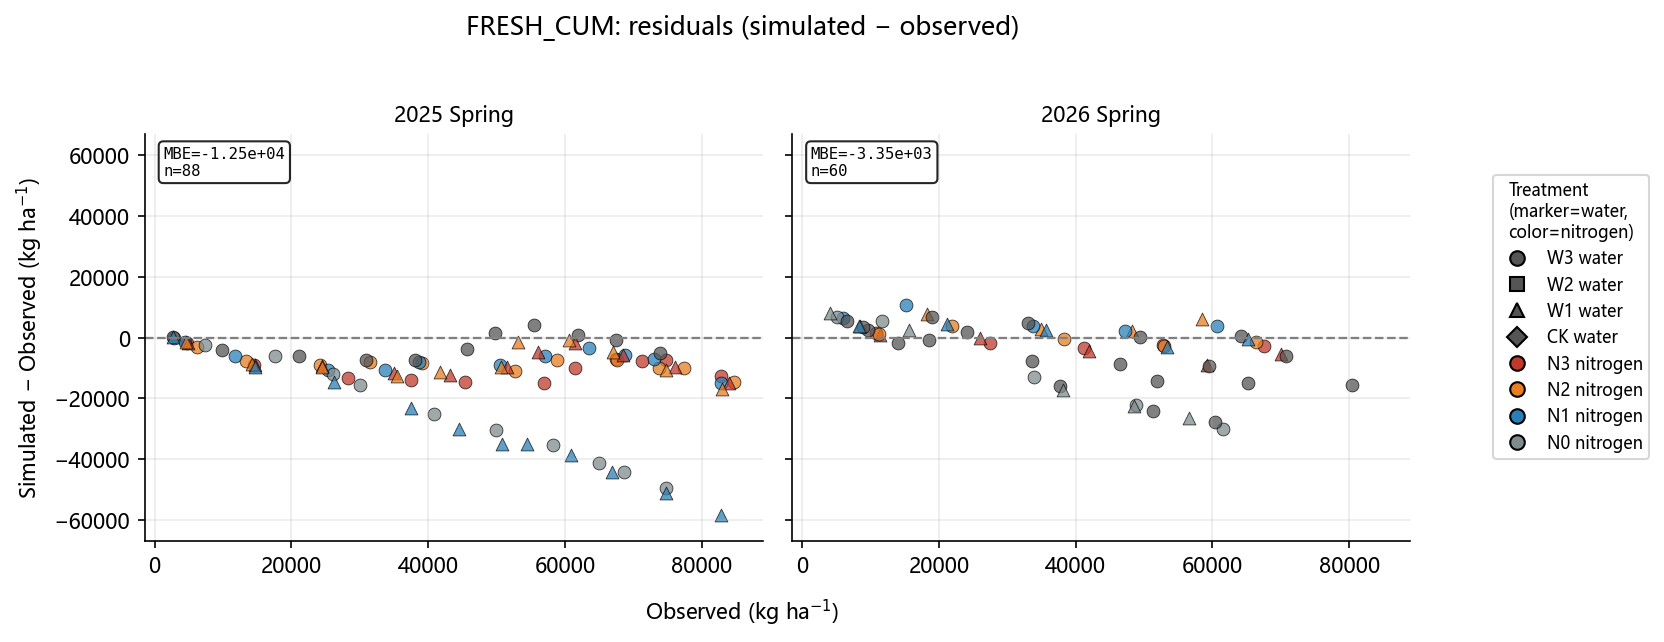 FRESH_CUM: residuals (simulated − observed)
2025 Spring
2026 Spring
MBE=-1.25e+04
n=88
MBE=-3.35e+03
n=60
60000
40000
20000
0
−20000
−40000
−60000
Simulated − Observed (kg ha⁻¹)
0 20000 40000 60000 80000
0 20000 40000 60000 80000
Observed (kg ha⁻¹)
Treatment
(marker=water,
color=nitrogen)
W3 water
W2 water
W1 water
CK water
N3 nitrogen
N2 nitrogen
N1 nitrogen
N0 nitrogen